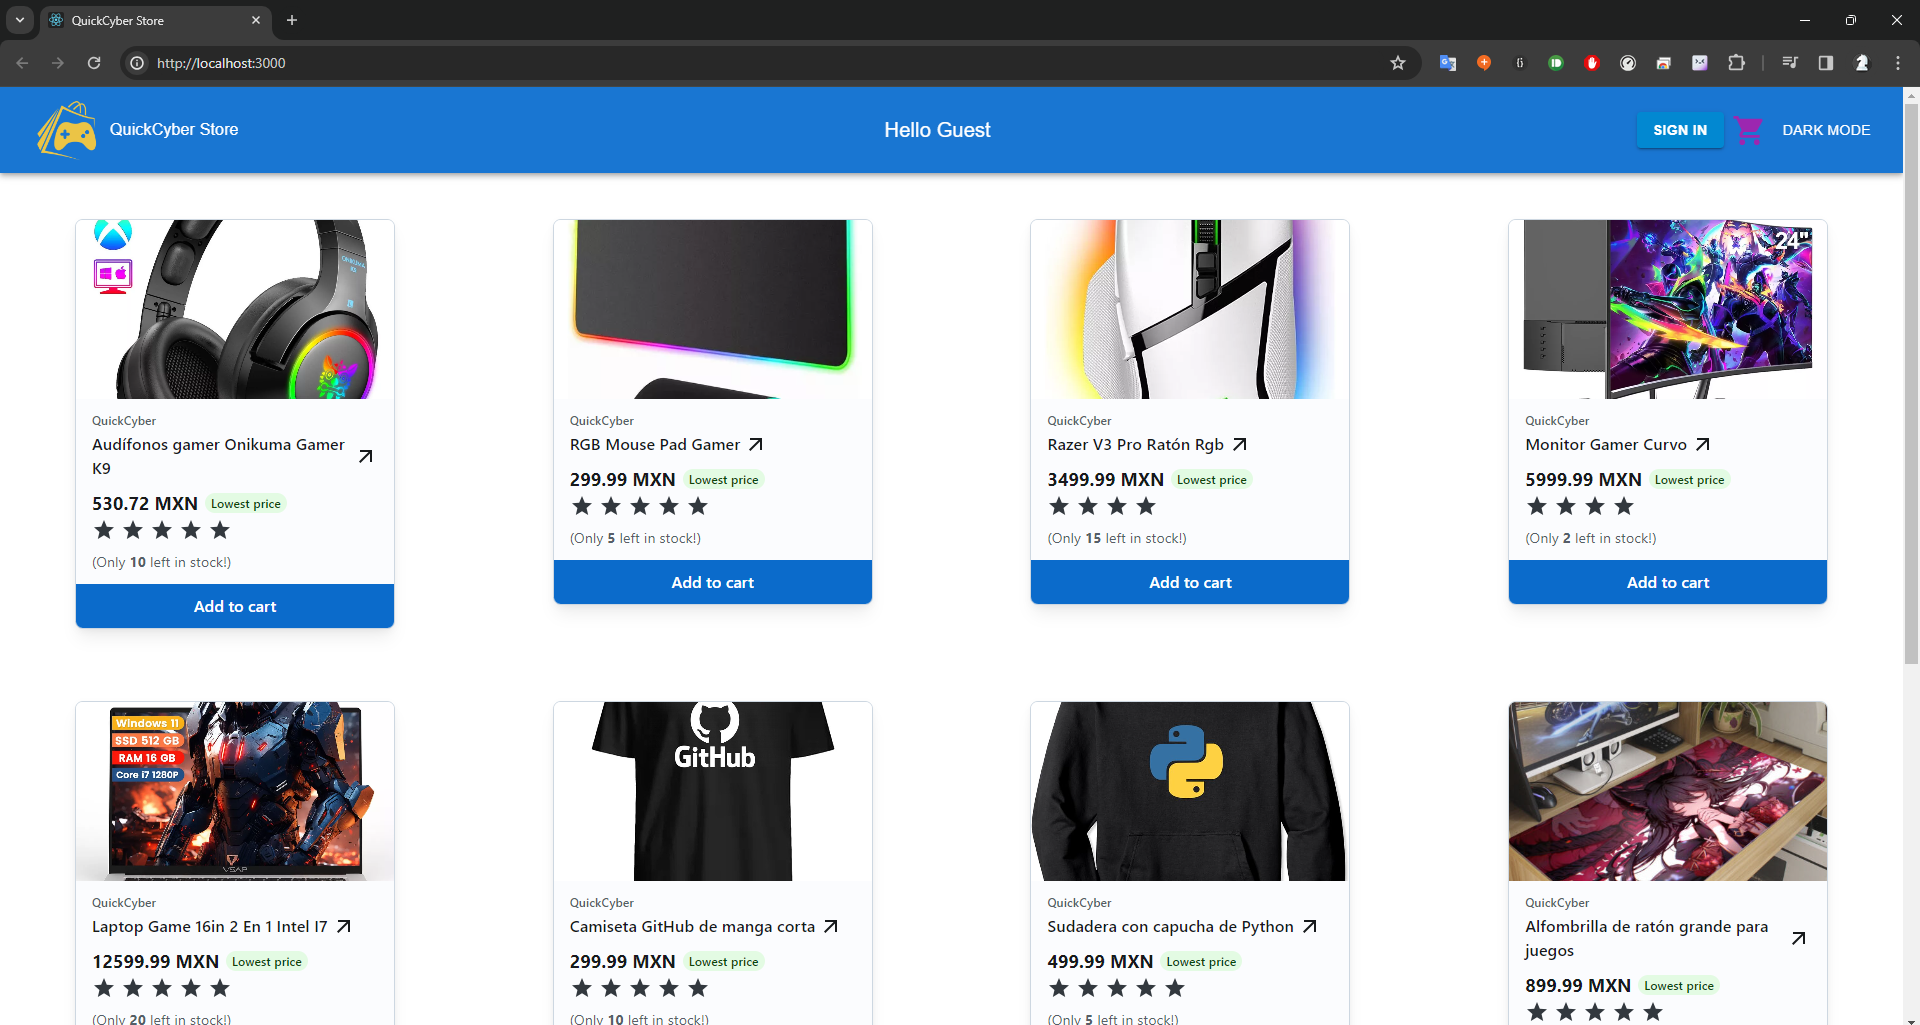 QuickCyber Store
http://localhost:3000
QuickCyber Store
Hello Guest
SIGN IN
DARK MODE
ONIKUMA
K9
24"
QuickCyber
Audífonos gamer Onikuma Gamer
K9
530.72 MXN Lowest price
(Only 10 left in stock!)
Add to cart
QuickCyber
RGB Mouse Pad Gamer
299.99 MXN Lowest price
(Only 5 left in stock!)
Add to cart
QuickCyber
Razer V3 Pro Ratón Rgb
3499.99 MXN Lowest price
(Only 15 left in stock!)
Add to cart
QuickCyber
Monitor Gamer Curvo
5999.99 MXN Lowest price
(Only 2 left in stock!)
Add to cart
Windows 11
SSD 512 GB
RAM 16 GB
Core i7 1280P
VSAP
QuickCyber
Laptop Game 16in 2 En 1 Intel I7
12599.99 MXN Lowest price
(Only 20 left in stock!)
GitHub
QuickCyber
Camiseta GitHub de manga corta
299.99 MXN Lowest price
(Only 10 left in stock!)
QuickCyber
Sudadera con capucha de Python
499.99 MXN Lowest price
(Only 5 left in stock!)
QuickCyber
Alfombrilla de ratón grande para
juegos
899.99 MXN Lowest price